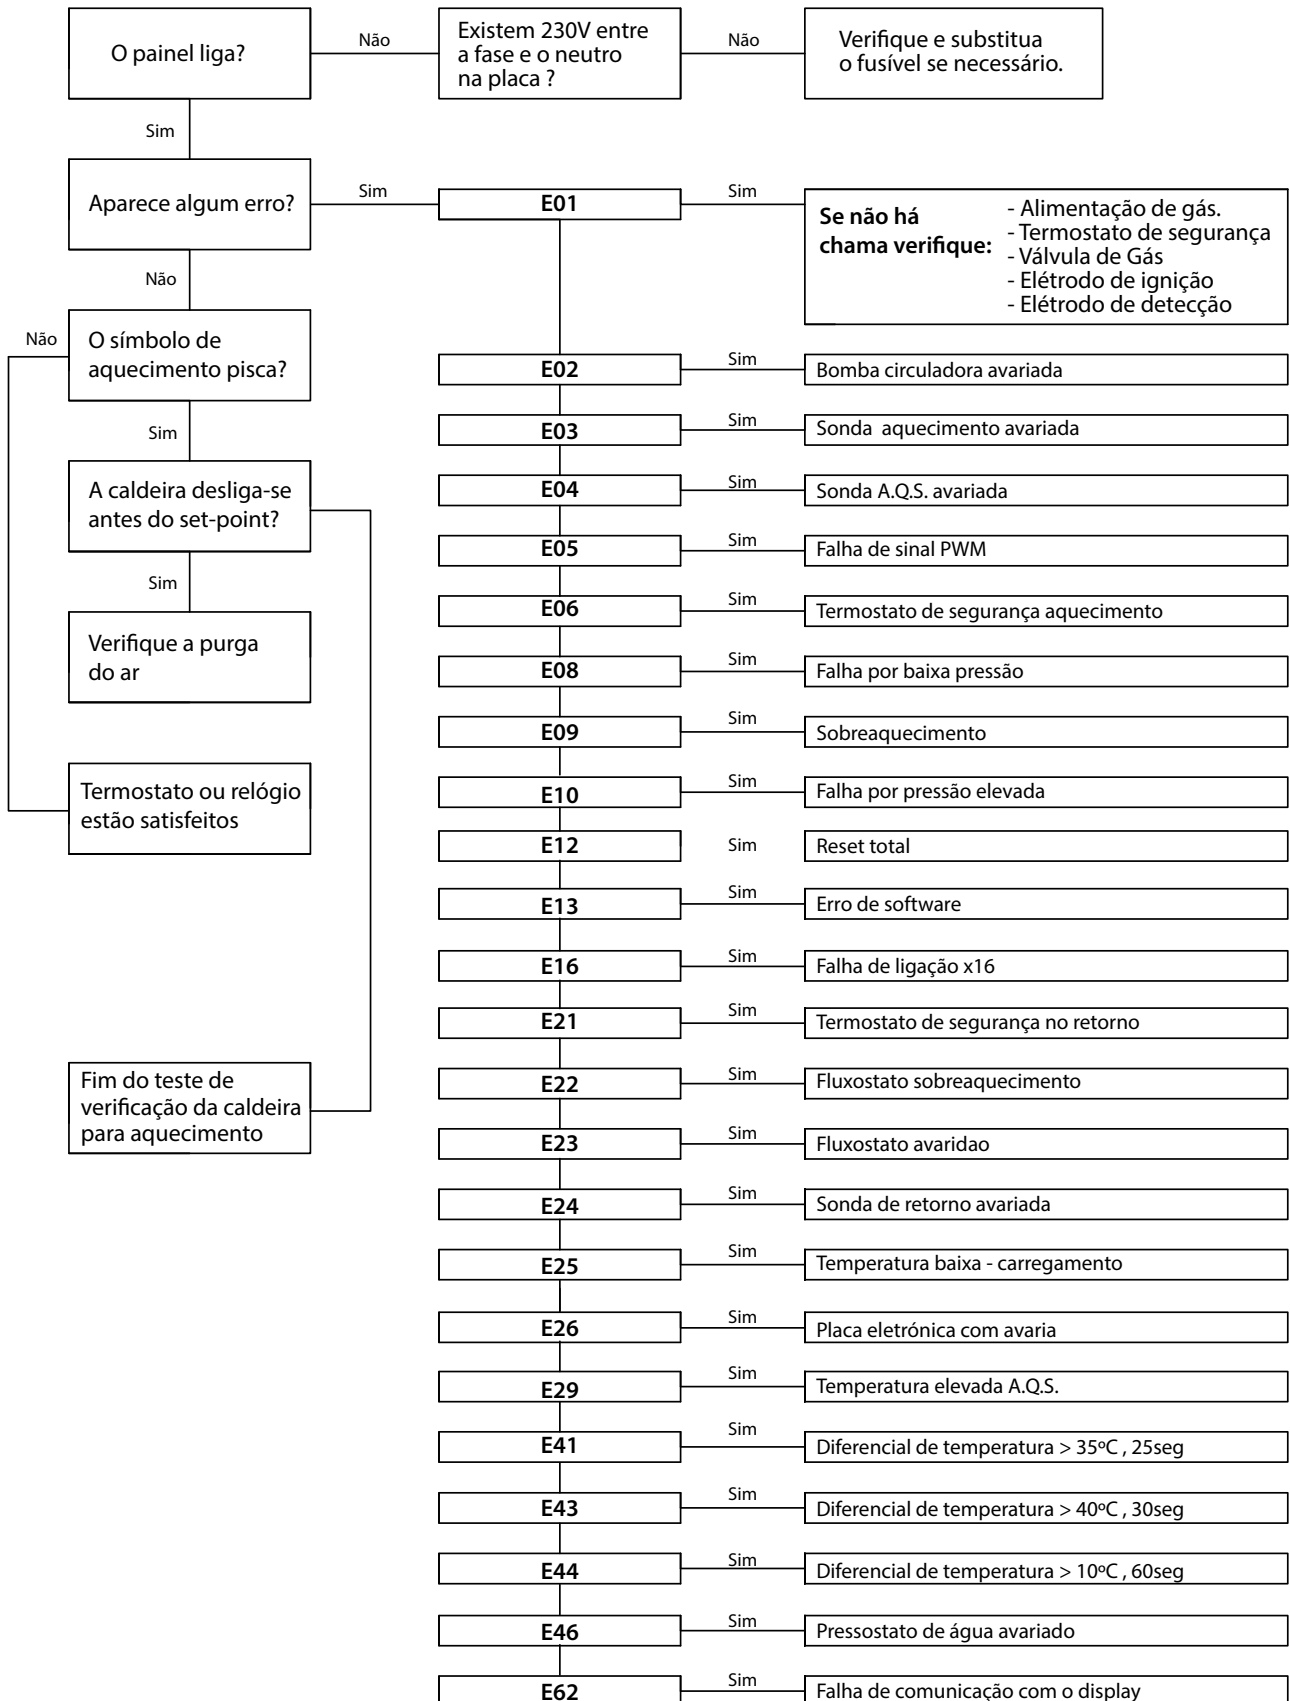 O painel liga?
Não
Existem 230V entre
a fase e o neutro
na placa ?
Não
Verifique e substitua
o fusível se necessário.
Sim
Aparece algum erro?
Sim
E01
Sim
Se não há
chama verifique:
- Alimentação de gás.
- Termostato de segurança
- Válvula de Gás
- Elétrodo de ignição
- Elétrodo de detecção
Não
Não
O símbolo de
aquecimento pisca?
Sim
A caldeira desliga-se
antes do set-point?
Sim
Verifique a purga
do ar
Termostato ou relógio
estão satisfeitos
Fim do teste de
verificação da caldeira
para aquecimento
E02
Sim
Bomba circuladora avariada
E03
Sim
Sonda aquecimento avariada
E04
Sim
Sonda A.Q.S. avariada
E05
Sim
Falha de sinal PWM
E06
Sim
Termostato de segurança aquecimento
E08
Sim
Falha por baixa pressão
E09
Sim
Sobreaquecimento
E10
Sim
Falha por pressão elevada
E12
Sim
Reset total
E13
Sim
Erro de software
E16
Sim
Falha de ligação x16
E21
Sim
Termostato de segurança no retorno
E22
Sim
Fluxostato sobreaquecimento
E23
Sim
Fluxostato avaridao
E24
Sim
Sonda de retorno avariada
E25
Sim
Temperatura baixa - carregamento
E26
Sim
Placa eletrónica com avaria
E29
Sim
Temperatura elevada A.Q.S.
E41
Sim
Diferencial de temperatura > 35ºC , 25seg
E43
Sim
Diferencial de temperatura > 40ºC , 30seg
E44
Sim
Diferencial de temperatura > 10ºC , 60seg
E46
Sim
Pressostato de água avariado
E62
Sim
Falha de comunicação com o display